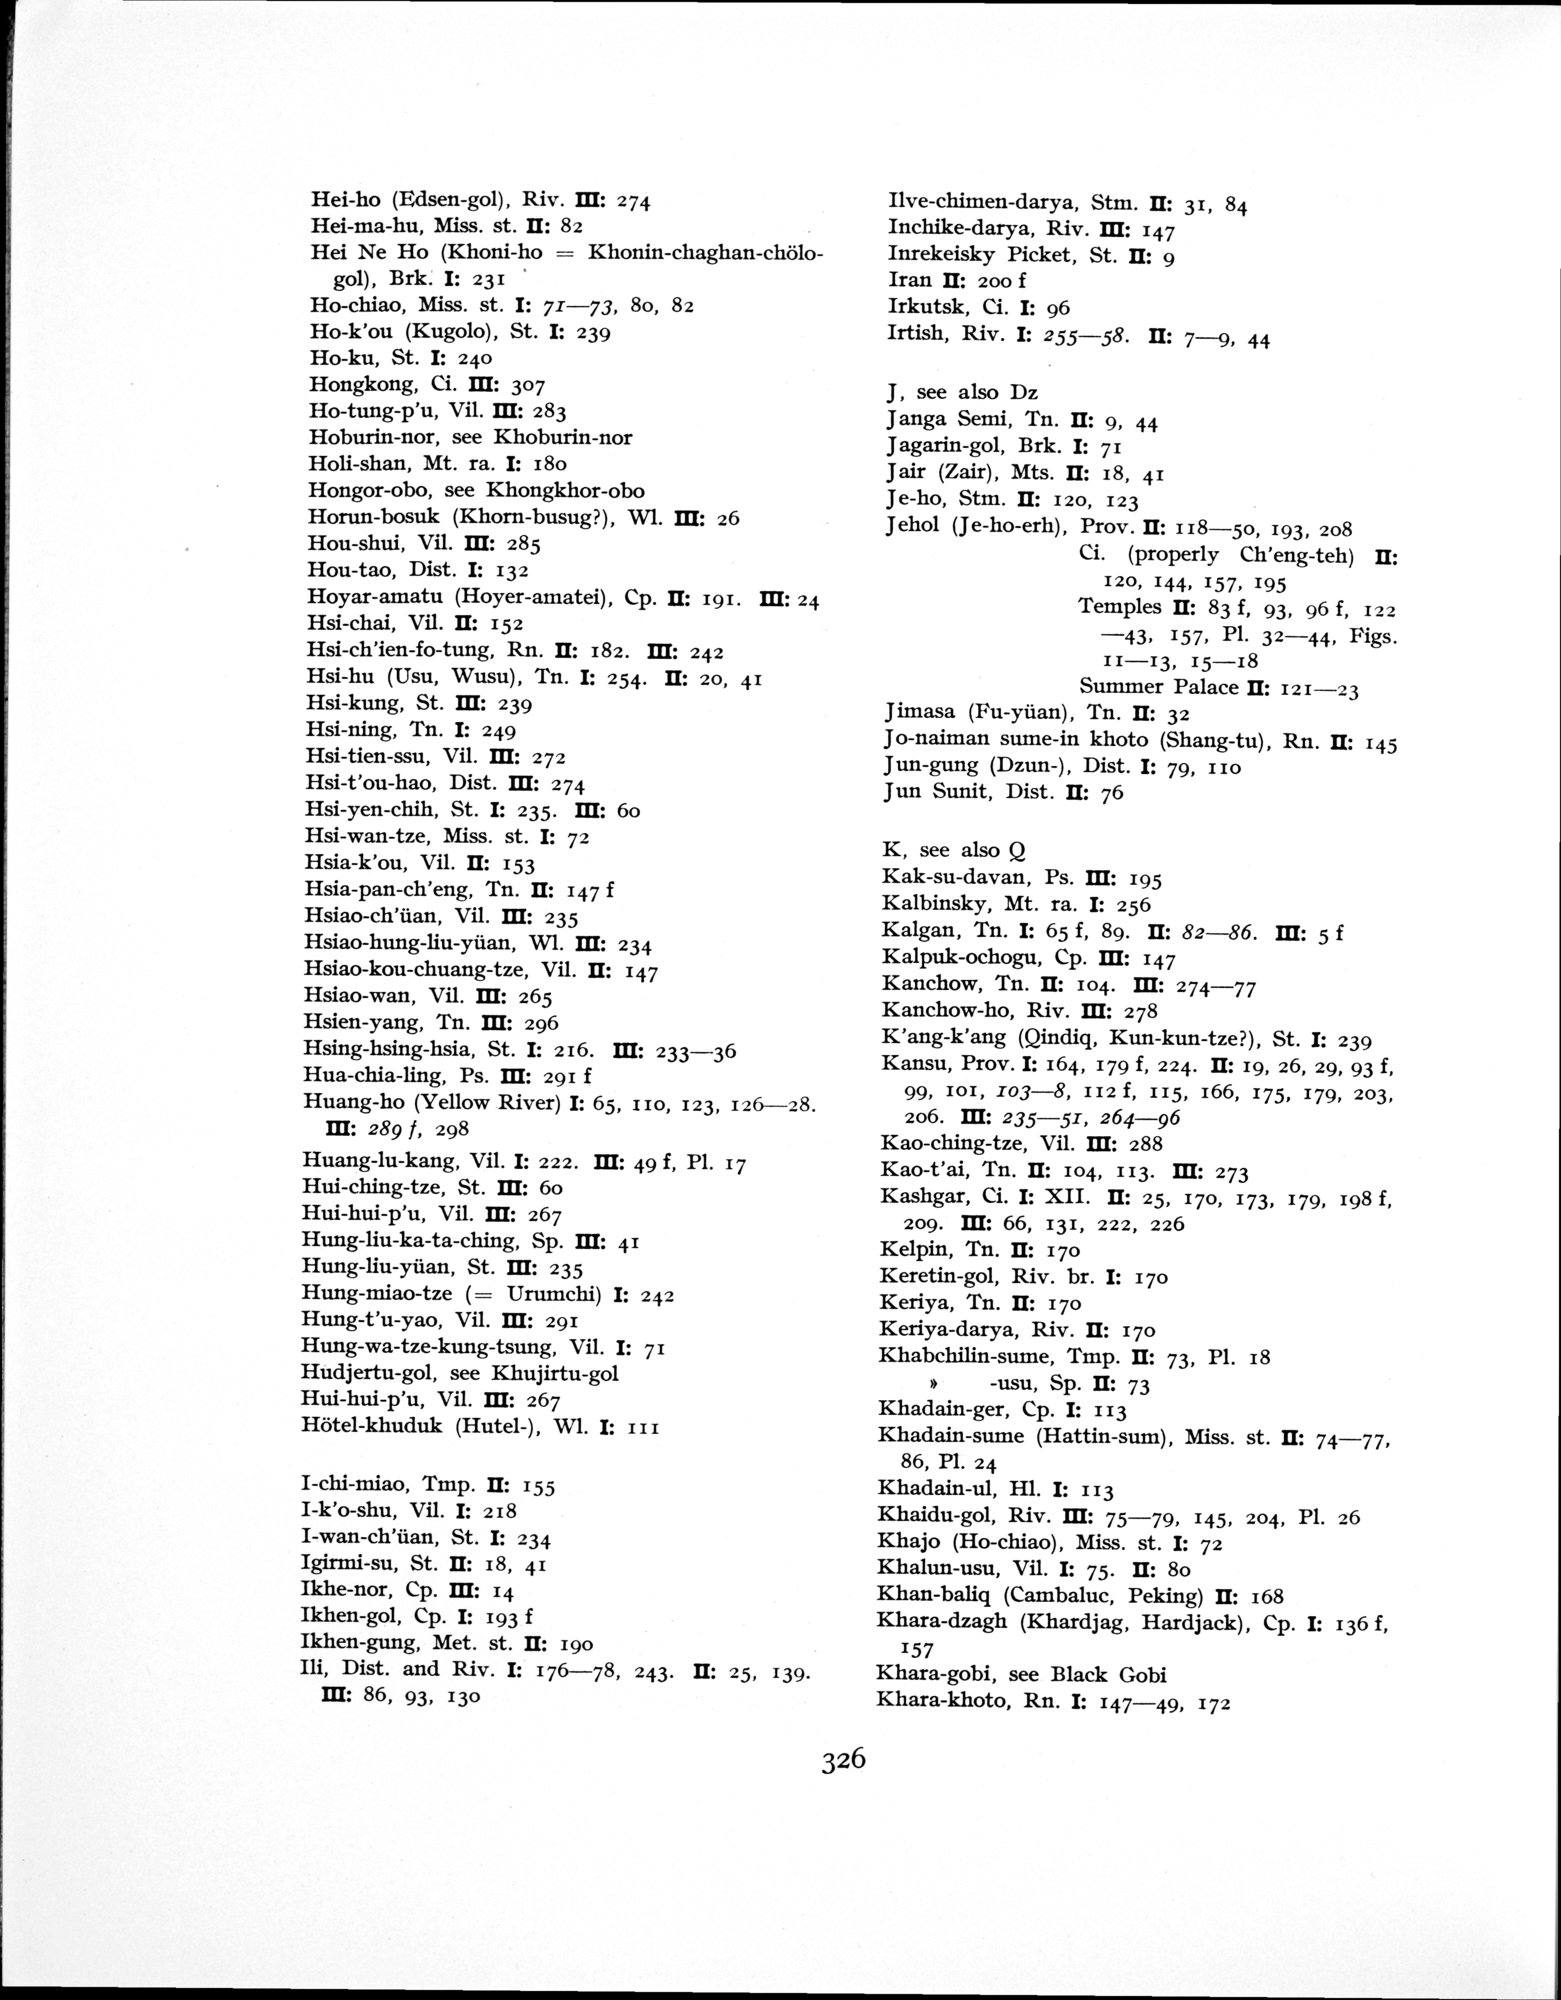 Hei-ho (Edsen-gol), Riv. III: 274
Hei-ma-hu, Miss. st. II: 82
Hei Ne Ho (Khoni-ho = Khonin-chaghan-chölo-
gol), Brk. I: 231
Ho-chiao, Miss. st. I: 71—73, 80, 82
Ho-k'ou (Kugolo), St. I: 239
Ho-ku, St. I: 240
Hongkong, Ci. III: 307
Ho-tung-p'u, Vil. III: 283
Hoburin-nor, see Khoburin-nor
Holi-shan, Mt. ra. I: 180
Hongor-obo, see Khongkhor-obo
Horun-bosuk (Khorn-busug?), Wl. III: 26
Hou-shui, Vil. III: 285
Hou-tao, Dist. I: 132
Hoyar-amatu (Hoyer-amatei), Cp. II: 191. III: 24
Hsi-chai, Vil. II: 152
Hsi-ch'ien-fo-tung, Rn. II: 182. III: 242
Hsi-hu (Usu, Wusu), Tn. I: 254. II: 20, 41
Hsi-kung, St. III: 239
Hsi-ning, Tn. I: 249
Hsi-tien-ssu, Vil. III: 272
Hsi-t'ou-hao, Dist. III: 274
Hsi-yen-chih, St. I: 235. III: 60
Hsi-wan-tze, Miss. st. I: 72
Hsia-k'ou, Vil. II: 153
Hsia-pan-ch'eng, Tn. II: 147 f
Hsiao-ch'üan, Vil. III: 235
Hsiao-hung-liu-yüan, Wl. III: 234
Hsiao-kou-chuang-tze, Vil. II: 147
Hsiao-wan, Vil. III: 265
Hsien-yang, Tn. III: 296
Hsing-hsing-hsia, St. I: 216. III: 233—36
Hua-chia-ling, Ps. III: 291 f
Huang-ho (Yellow River) I: 65, 110, 123, 126—28.
III: 289 f, 298
Huang-lu-kang, Vil. I: 222. III: 49 f, Pl. 17
Hui-ching-tze, St. III: 60
Hui-hui-p'u, Vil. III: 267
Hung-liu-ka-ta-ching, Sp. III: 41
Hung-liu-yüan, St. III: 235
Hung-miao-tze (= Urumchi) I: 242
Hung-t'u-yao, Vil. III: 291
Hung-wa-tze-kung-tsung, Vil. I: 71
Hudjertu-gol, see Khujirtu-gol
Hui-hui-p'u, Vil. III: 267
Hötel-khuduk (Hutel-), Wl. I: 111
I-chi-miao, Tmp. II: 155
I-k'o-shu, Vil. I: 218
I-wan-ch'üan, St. I: 234
Igirmi-su, St. II: 18, 41
Ikhe-nor, Cp. III: 14
Ikhen-gol, Cp. I: 193 f
Ikhen-gung, Met. st. II: 190
Ili, Dist. and Riv. I: 176—78, 243. II: 25, 139.
III: 86, 93, 130
Ilve-chimen-darya, Stm. II: 31, 84
Inchike-darya, Riv. III: 147
Inrekeisky Picket, St. II: 9
Iran II: 200 f
Irkutsk, Ci. I: 96
Irtish, Riv. I: 255—58. II: 7—9, 44
J, see also Dz
Janga Semi, Tn. II: 9, 44
Jagarin-gol, Brk. I: 71
Jair (Zair), Mts. II: 18, 41
Je-ho, Stm. II: 120, 123
Jehol (Je-ho-erh), Prov. II: 118—50, 193, 208
Ci. (properly Ch'eng-teh) II:
120, 144, 157, 195
Temples II: 83 f, 93, 96 f, 122
—43, 157, Pl. 32—44, Figs.
11—13, 15—18
Summer Palace II: 121—23
Jimasa (Fu-yüan), Tn. II: 32
Jo-naiman sume-in khoto (Shang-tu), Rn. II: 145
Jun-gung (Dzun-), Dist. I: 79, 110
Jun Sunit, Dist. II: 76
K, see also Q
Kak-su-davan, Ps. III: 195
Kalbinsky, Mt. ra. I: 256
Kalgan, Tn. I: 65 f, 89. II: 82—86. III: 5 f
Kalpuk-ochogu, Cp. III: 147
Kanchow, Tn. II: 104. III: 274—77
Kanchow-ho, Riv. III: 278
K'ang-k'ang (Qindiq, Kun-kun-tze?), St. I: 239
Kansu, Prov. I: 164, 179 f, 224. II: 19, 26, 29, 93 f,
99, 101, 103—8, 112 f, 115, 166, 175, 179, 203,
206. III: 235—51, 264—96
Kao-ching-tze, Vil. III: 288
Kao-t'ai, Tn. II: 104, 113. III: 273
Kashgar, Ci. I: XII. II: 25, 170, 173, 179, 198 f,
209. III: 66, 131, 222, 226
Kelpin, Tn. II: 170
Keretin-gol, Riv. br. I: 170
Keriya, Tn. II: 170
Keriya-darya, Riv. II: 170
Khabchilin-sume, Tmp. II: 73, Pl. 18
» -usu, Sp. II: 73
Khadain-ger, Cp. I: 113
Khadain-sume (Hattin-sum), Miss. st. II: 74—77,
86, Pl. 24
Khadain-ul, Hl. I: 113
Khaidu-gol, Riv. III: 75—79, 145, 204, Pl. 26
Khajo (Ho-chiao), Miss. st. I: 72
Khalun-usu, Vil. I: 75. II: 80
Khan-baliq (Cambaluc, Peking) II: 168
Khara-dzagh (Khardjag, Hardjack), Cp. I: 136 f,
157
Khara-gobi, see Black Gobi
Khara-khoto, Rn. I: 147—49, 172
326